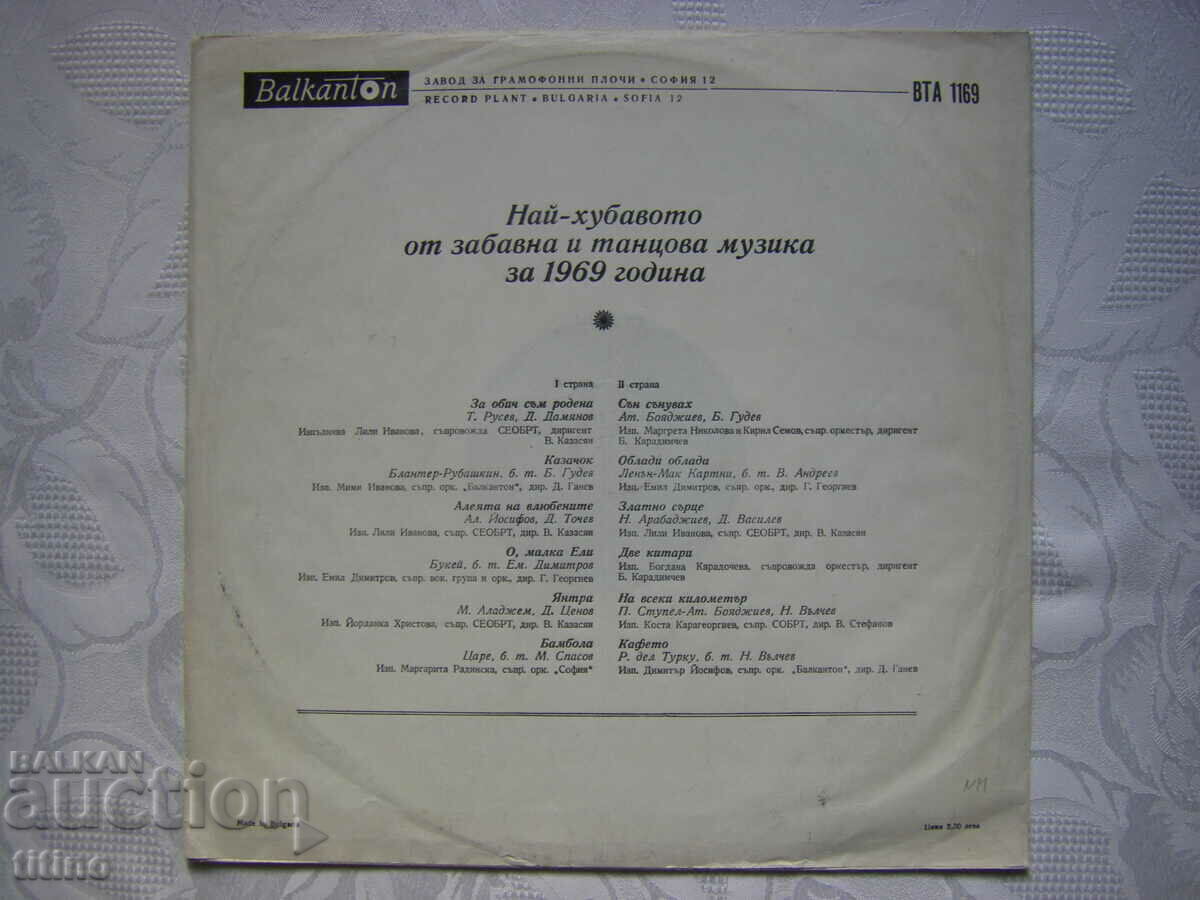 Balkanton
ЗАВОД ЗА ГРАМОФОННИ ПЛОЧИ • СОФИЯ 12
RECORD PLANT • BULGARIA • SOFIA 12
ВТА 1169
Най-хубавото
от забавна и танцова музика
за 1969 година
I страна
За обич съм родена
Т. Русев, Д. Дамянов
Изпълнява Лили Иванова, съпровожда СЕОБРТ, диригент
В. Казасян
Казачок
Блантер-Рубашкин, б. т. Б. Гудев
Изп. Мими Иванова, съпр. орк. „Балкантон“, дир. Д. Ганев
Алеята на влюбените
Ал. Йосифов, Д. Точев
Изп. Лили Иванова, съпр. СЕОБРТ, дир. В. Казасян
О, малка Ели
Букей, б. т. Ем. Димитров
Изп. Емил Димитров, съпр. вок. група и орк., дир. Г. Георгиев
Янтра
М. Аладжем, Д. Ценов
Изп. Йорданка Христова, съпр. СЕОБРТ, дир. В. Казасян
Бамбола
Царе, б. т. М. Спасов
Изп. Маргарита Радинска, съпр. орк. „София“
II страна
Сън сънувах
Ат. Бояджиев, Б. Гудев
Изп. Маргрета Николова и Кирил Семов, съпр. оркестър, диригент
Б. Карадимчев
Облади облада
Ленън-Мак Картни, б. т. В. Андреев
Изп. Емил Димитров, съпр. орк., дир. Г. Георгиев
Златно сърце
Н. Арабаджиев, Д. Василев
Изп. Лили Иванова, съпр. СЕОБРТ, дир. В. Казасян
Две китари
Изп. Богдана Карадочева, съпровожда оркестър, диригент
Б. Карадимчев
На всеки километър
П. Ступел-Ат. Бояджиев, Н. Вълчев
Изп. Коста Карагеоргиев, съпр. СОБРТ, дир. В. Стефанов
Кафето
Р. дел Турку, б. т. Н. Вълчев
Изп. Димитър Йосифов, съпр. орк. „Балкантон“, дир. Д. Ганев
NM
Made in Bulgaria
Цена 2,00 лева
BALKAN
auction
titino